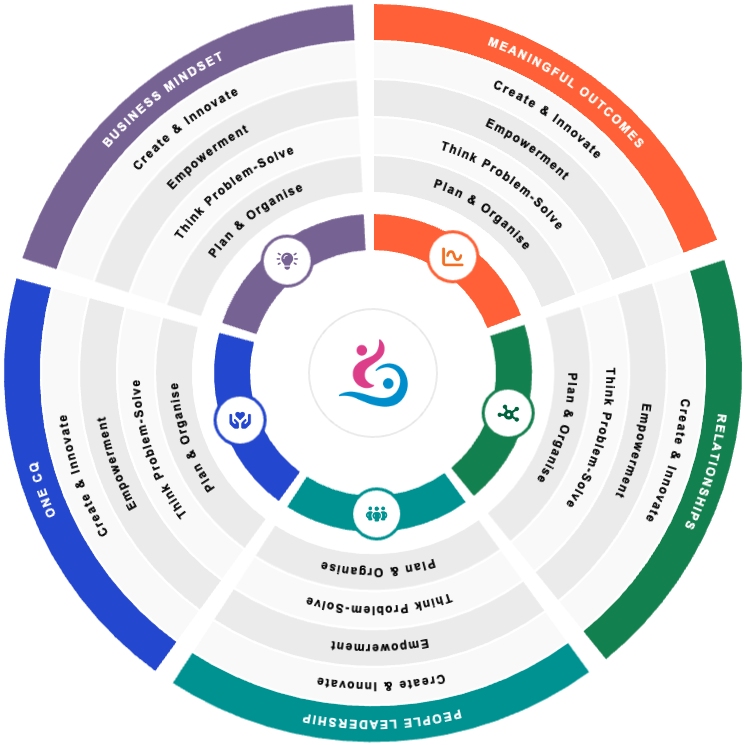 BUSINESS MINDSET
Create & Innovate
Empowerment
Think Problem-Solve
Plan & Organise
MEANINGFUL OUTCOMES
Create & Innovate
Empowerment
Think Problem-Solve
Plan & Organise
RELATIONSHIPS
Create & Innovate
Empowerment
Think Problem-Solve
Plan & Organise
PEOPLE LEADERSHIP
Create & Innovate
Empowerment
Think Problem-Solve
Plan & Organise
ONE CQ
Create & Innovate
Empowerment
Think Problem-Solve
Plan & Organise